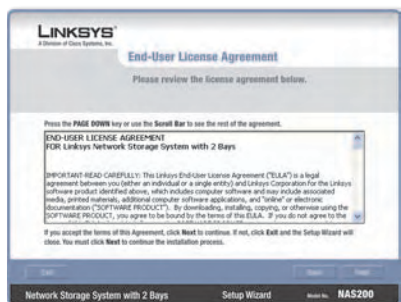 LINKSYS®
A Division of Cisco Systems, Inc.
End-User License Agreement
Please review the license agreement below.
Press the PAGE DOWN key or use the Scroll Bar to see the rest of the agreement.
END-USER LICENSE AGREEMENT
FOR Linksys Network Storage System with 2 Bays
IMPORTANT-READ CAREFULLY: This Linksys End-User License Agreement ("EULA") is a legal
agreement between you (either an individual or a single entity) and Linksys Corporation for the Linksys
software product identified above, which includes computer software and may include associated
media, printed materials, additional computer software applications, and "online" or electronic
documentation ("SOFTWARE PRODUCT"). By downloading, installing, copying, or otherwise using the
SOFTWARE PRODUCT, you agree to be bound by the terms of this EULA. If you do not agree to the
If you accept the terms of this Agreement, click Next to continue. If not, click Exit and the Setup Wizard will
close. You must click Next to continue the installation process.
Exit
Next
Network Storage System with 2 Bays
Setup Wizard
Model No.
NAS200